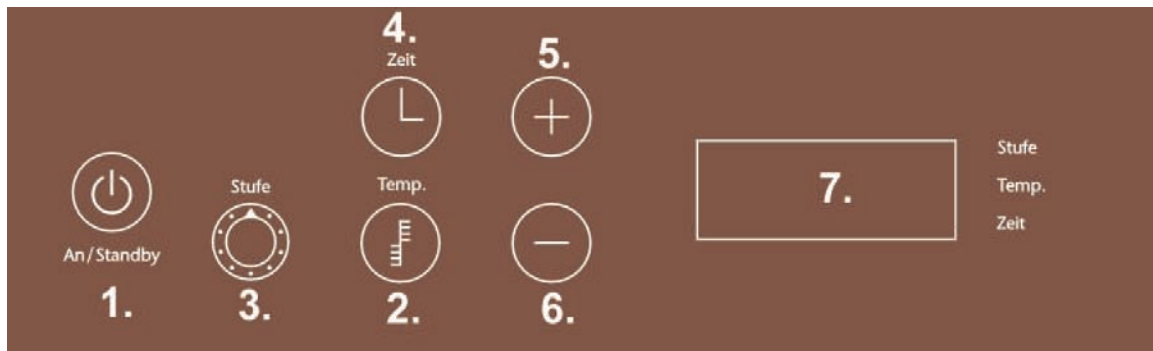 4.
Zeit
5.
Stufe
Temp.
7.
Stufe
Temp.
Zeit
An/Standby
1.
3.
2.
6.